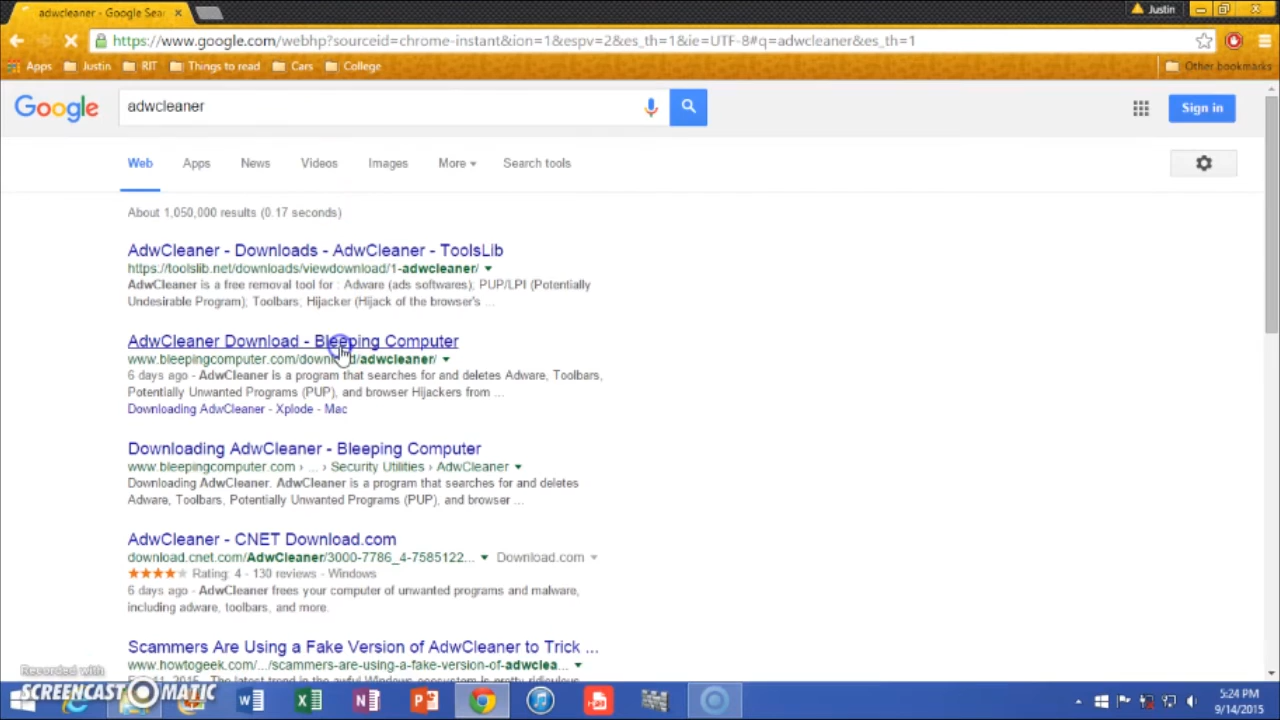 adwcleaner - Google Sear
Justin
https://www.google.com/webhp?sourceid=chrome-instant&ion=1&espv=2&es_th=1&ie=UTF-8#q=adwcleaner&es_th=1
Apps Justin RIT Things to read Cars College Other bookmarks
Google adwcleaner Sign in
Web Apps News Videos Images More Search tools
About 1,050,000 results (0.17 seconds)
AdwCleaner - Downloads - AdwCleaner - ToolsLib
https://toolslib.net/downloads/viewdownload/1-adwcleaner/
AdwCleaner is a free removal tool for : Adware (ads softwares); PUP/LPI (Potentially
Undesirable Program); Toolbars; Hijacker (Hijack of the browser's ...
AdwCleaner Download - Bleeping Computer
www.bleepingcomputer.com/download/adwcleaner/
6 days ago - AdwCleaner is a program that searches for and deletes Adware, Toolbars,
Potentially Unwanted Programs (PUP), and browser Hijackers from ...
Downloading AdwCleaner - Xplode - Mac
Downloading AdwCleaner - Bleeping Computer
www.bleepingcomputer.com › ... › Security Utilities › AdwCleaner
Downloading AdwCleaner. AdwCleaner is a program that searches for and deletes
Adware, Toolbars, Potentially Unwanted Programs (PUP), and browser ...
AdwCleaner - CNET Download.com
download.cnet.com/AdwCleaner/3000-7786_4-7585122... Download.com
Rating: 4 - 130 reviews - Windows
6 days ago - AdwCleaner frees your computer of unwanted programs and malware,
including adware, toolbars, and more.
Scammers Are Using a Fake Version of AdwCleaner to Trick ...
www.howtogeek.com/.../scammers-are-using-a-fake-version-of-adwclea...
Recorded with
SCREENCAST MATIC
5:24 PM
9/14/2015